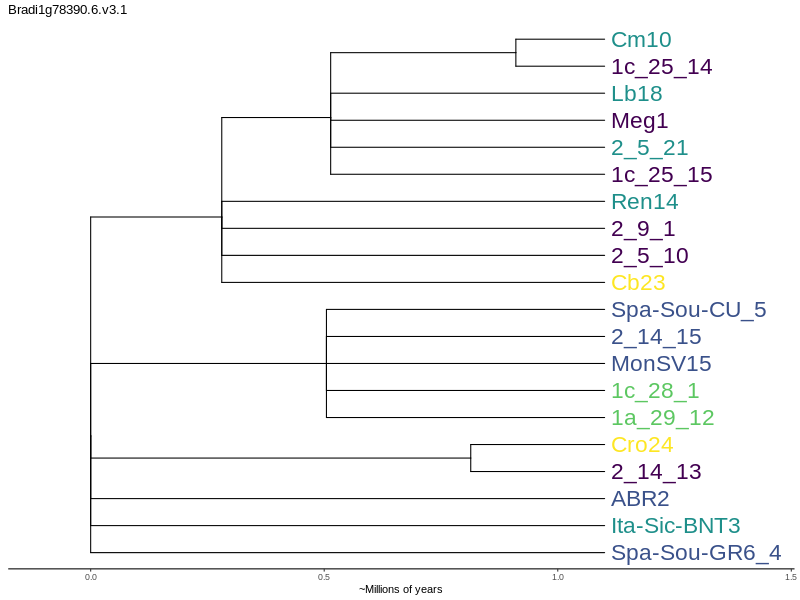 Bradi1g78390.6.v3.1
Cm10
1c_25_14
Lb18
Meg1
2_5_21
1c_25_15
Ren14
2_9_1
2_5_10
Cb23
Spa-Sou-CU_5
2_14_15
MonSV15
1c_28_1
1a_29_12
Cro24
2_14_13
ABR2
Ita-Sic-BNT3
Spa-Sou-GR6_4
0.0 0.5 1.0 1.5
~Millions of years